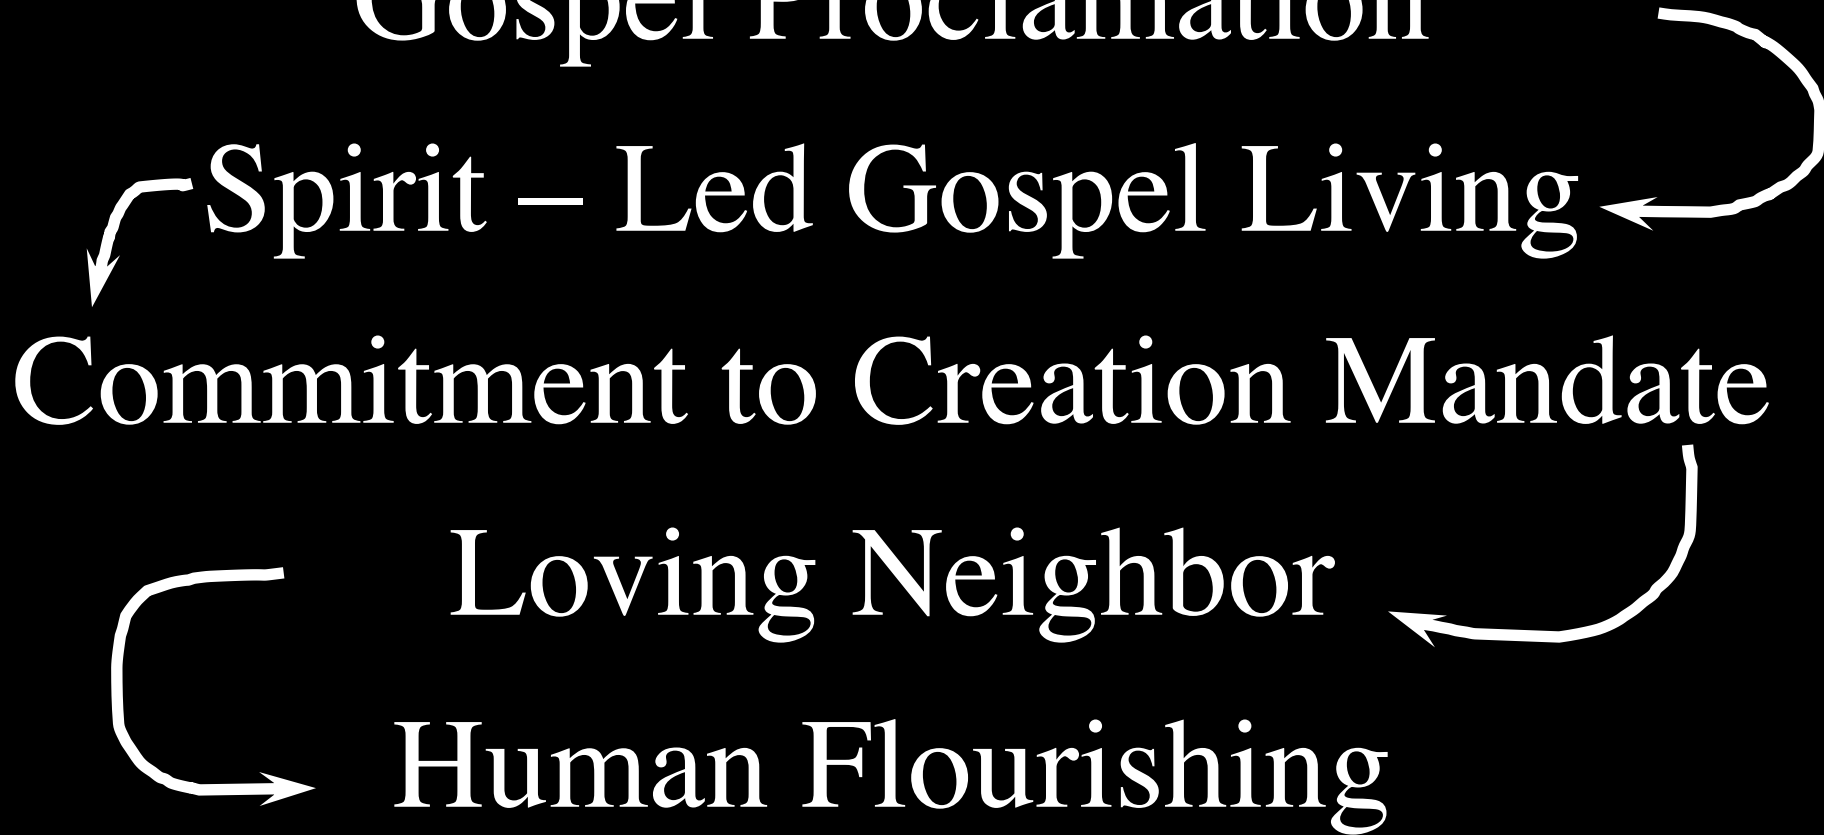 Gospel Proclamation
Spirit – Led Gospel Living
Commitment to Creation Mandate
Loving Neighbor
Human Flourishing